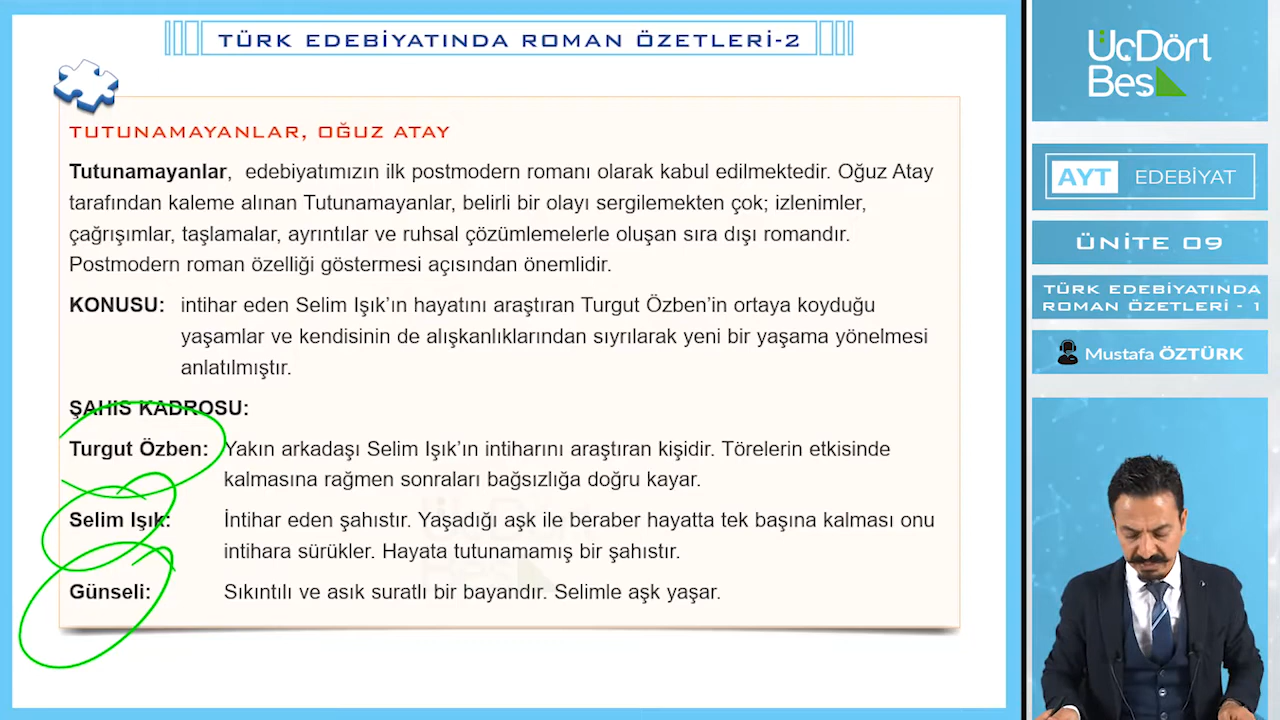 TÜRK EDEBİYATINDA ROMAN ÖZETLERİ-2
TUTUNAMAYANLAR, OĞUZ ATAY
Tutunamayanlar, edebiyatımızın ilk postmodern romanı olarak kabul edilmektedir. Oğuz Atay
tarafından kaleme alınan Tutunamayanlar, belirli bir olayı sergilemekten çok; izlenimler,
çağrışımlar, taşlamalar, ayrıntılar ve ruhsal çözümlemelerle oluşan sıra dışı romandır.
Postmodern roman özelliği göstermesi açısından önemlidir.
KONUSU: intihar eden Selim Işık’ın hayatını araştıran Turgut Özben’in ortaya koyduğu
yaşamlar ve kendisinin de alışkanlıklarından sıyrılarak yeni bir yaşama yönelmesi
anlatılmıştır.
ŞAHIS KADROSU:
Turgut Özben: Yakın arkadaşı Selim Işık’ın intiharını araştıran kişidir. Törelerin etkisinde
kalmasına rağmen sonraları bağsızlığa doğru kayar.
Selim Işık: İntihar eden şahıstır. Yaşadığı aşk ile beraber hayatta tek başına kalması onu
intihara sürükler. Hayata tutunamamış bir şahıstır.
Günseli: Sıkıntılı ve asık suratlı bir bayandır. Selimle aşk yaşar.
ÜçDört
Beş
AYT EDEBİYAT
ÜNİTE 09
TÜRK EDEBİYATINDA
ROMAN ÖZETLERİ - 1
Mustafa ÖZTÜRK